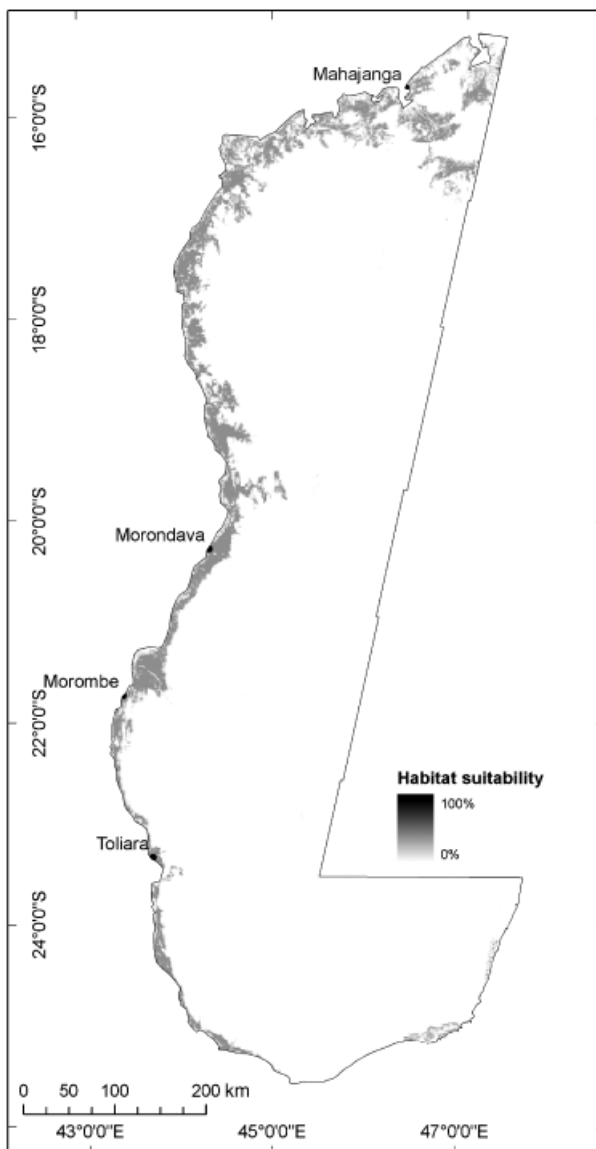 Mahajanga
16°0'0"S
18°0'0"S
20°0'0"S
Morondava
Morombe
22°0'0"S
Habitat suitability
100%
0%
Toliara
24°0'0"S
0 50 100 200 km
43°0'0"E 45°0'0"E 47°0'0"E